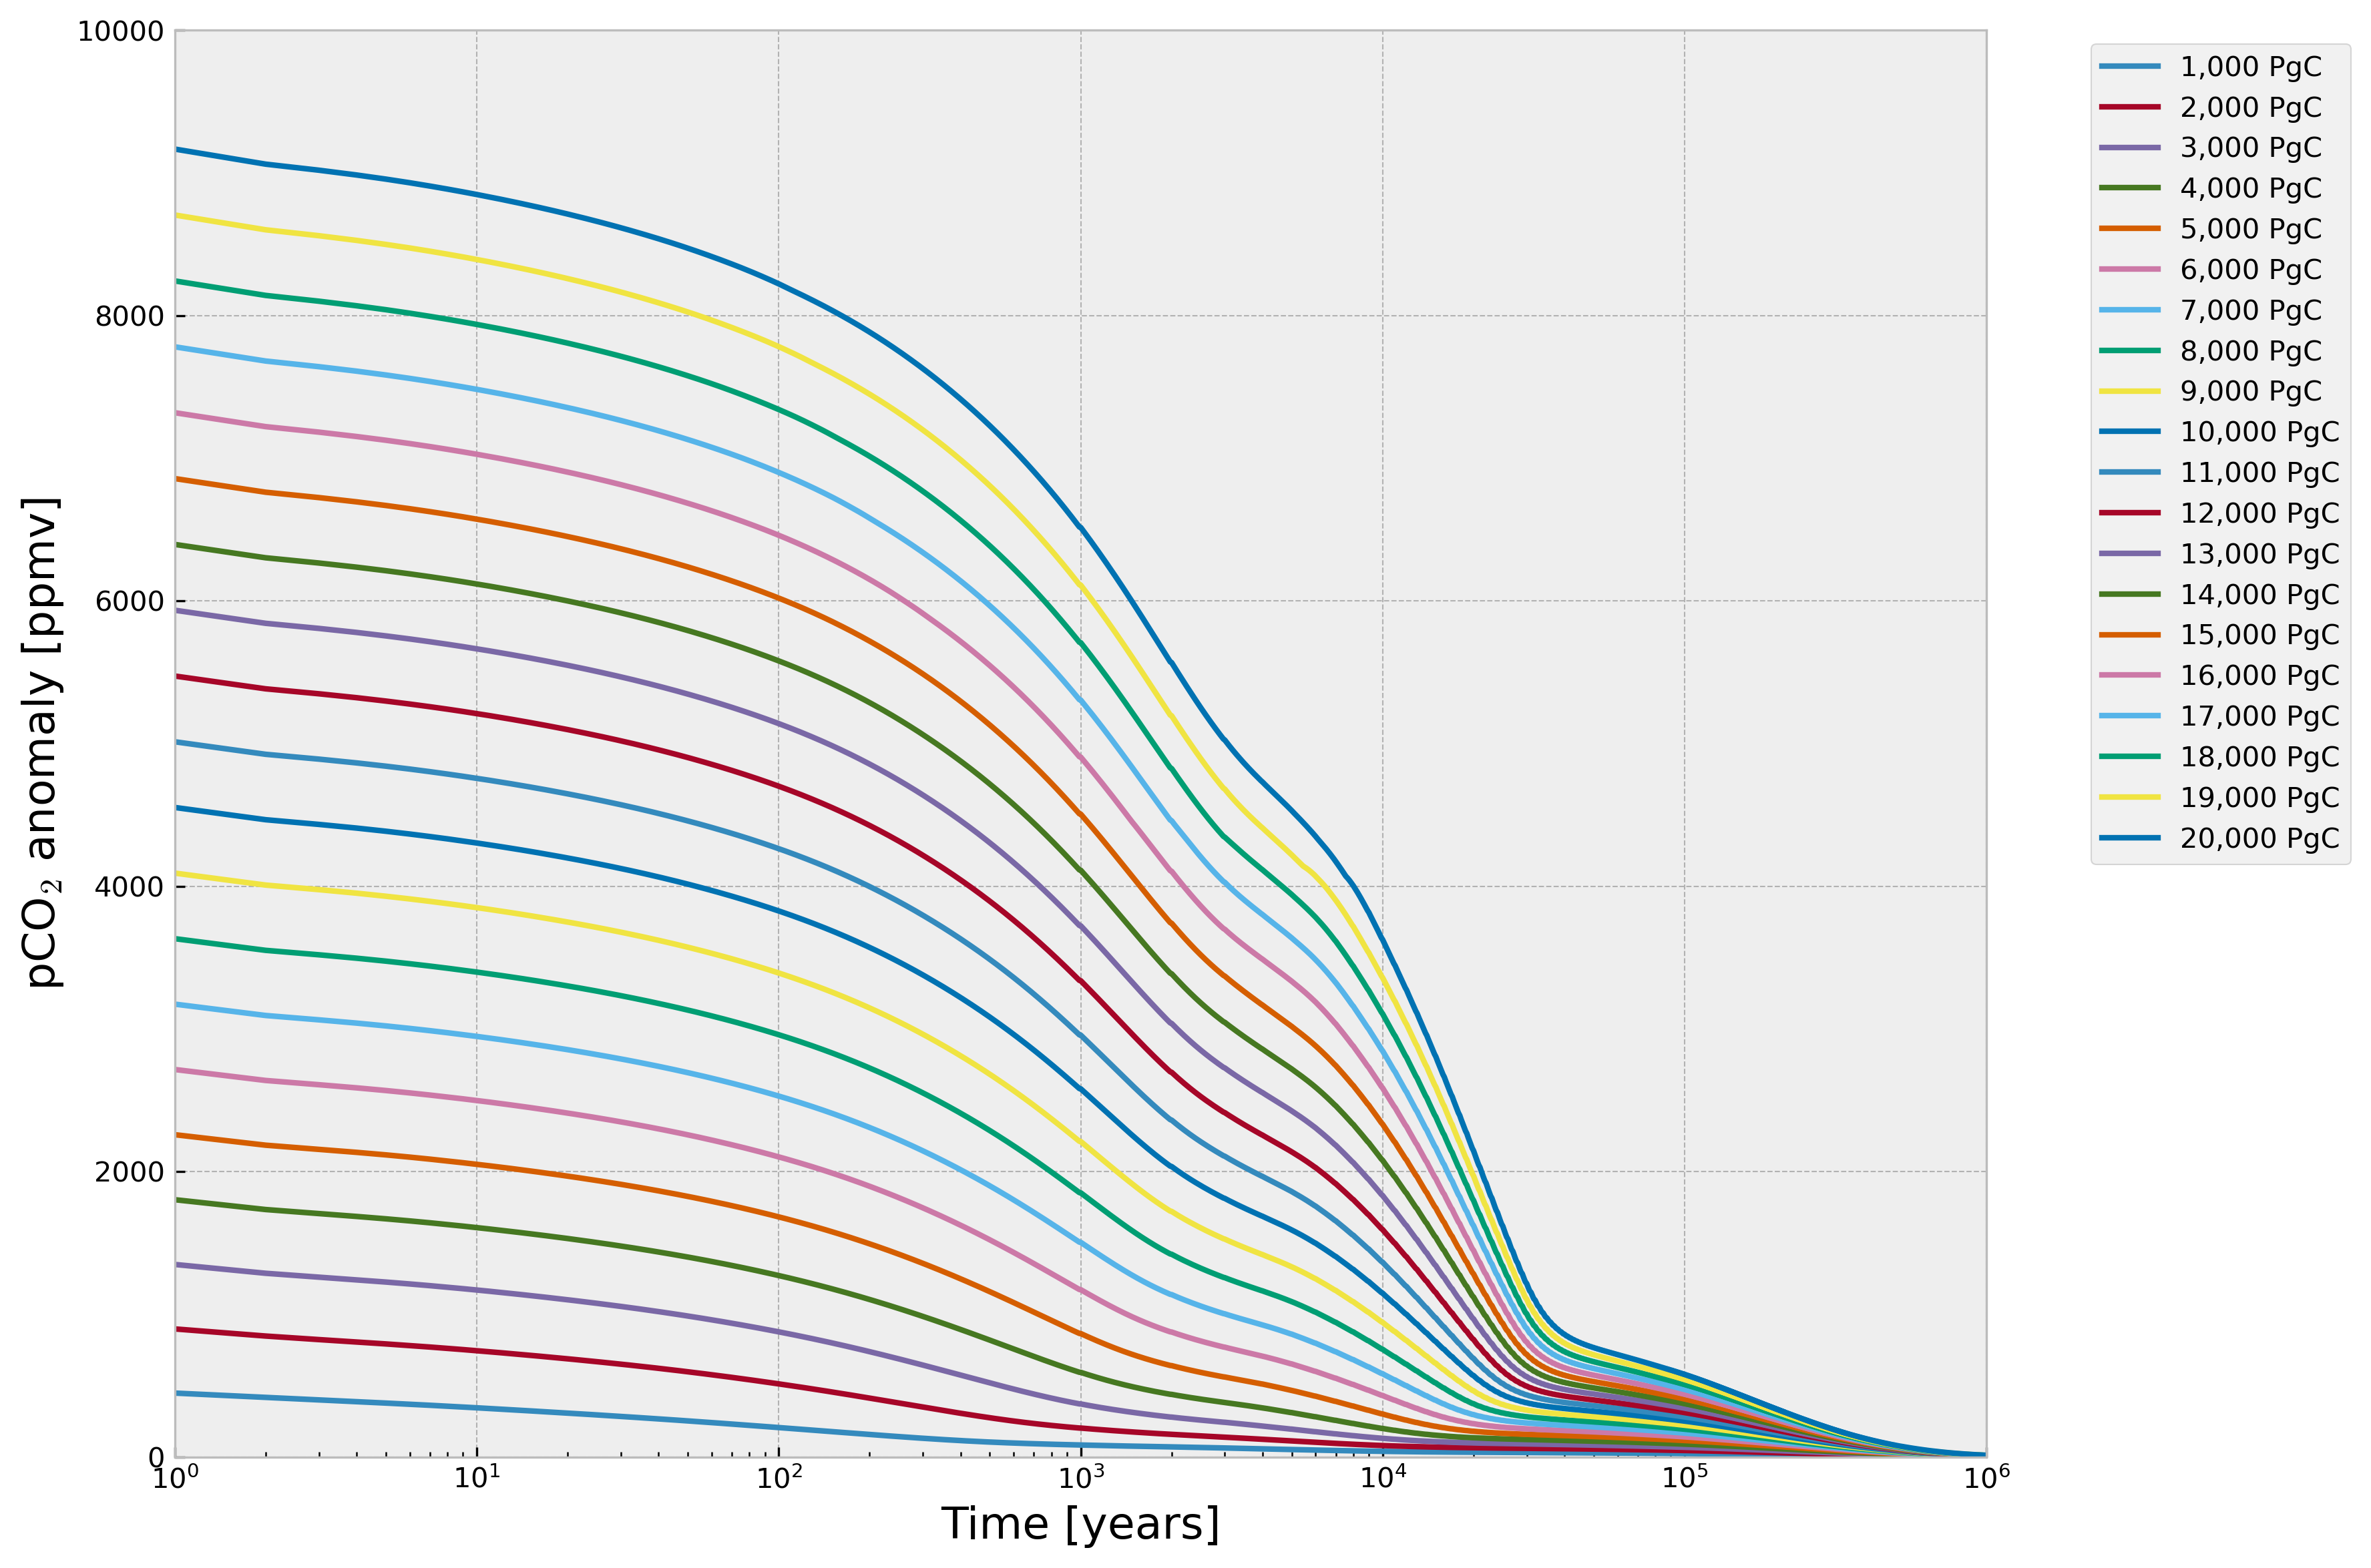 10000
8000
6000
4000
2000
0
pCO₂ anomaly [ppmv]
10⁰ 10¹ 10² 10³ 10⁴ 10⁵ 10⁶
Time [years]
1,000 PgC
2,000 PgC
3,000 PgC
4,000 PgC
5,000 PgC
6,000 PgC
7,000 PgC
8,000 PgC
9,000 PgC
10,000 PgC
11,000 PgC
12,000 PgC
13,000 PgC
14,000 PgC
15,000 PgC
16,000 PgC
17,000 PgC
18,000 PgC
19,000 PgC
20,000 PgC